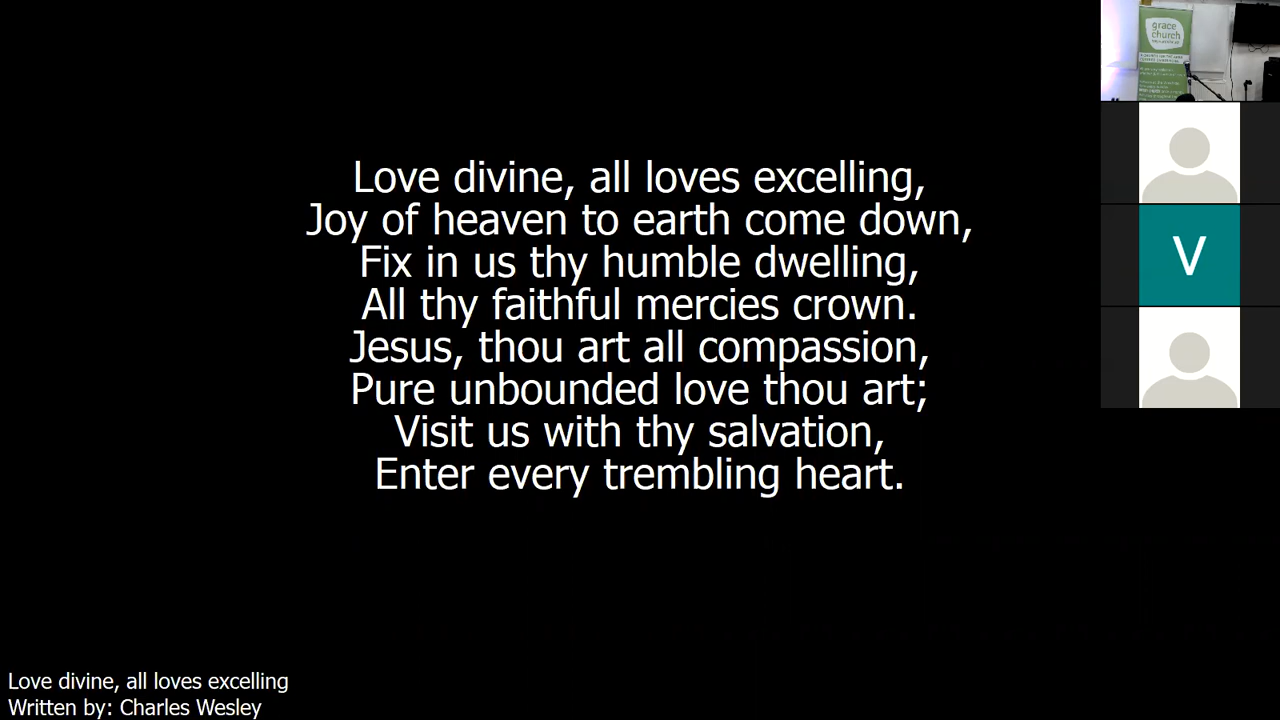 Love divine, all loves excelling,
Joy of heaven to earth come down,
Fix in us thy humble dwelling,
All thy faithful mercies crown.
Jesus, thou art all compassion,
Pure unbounded love thou art;
Visit us with thy salvation,
Enter every trembling heart.
Love divine, all loves excelling
Written by: Charles Wesley
grace
church
V